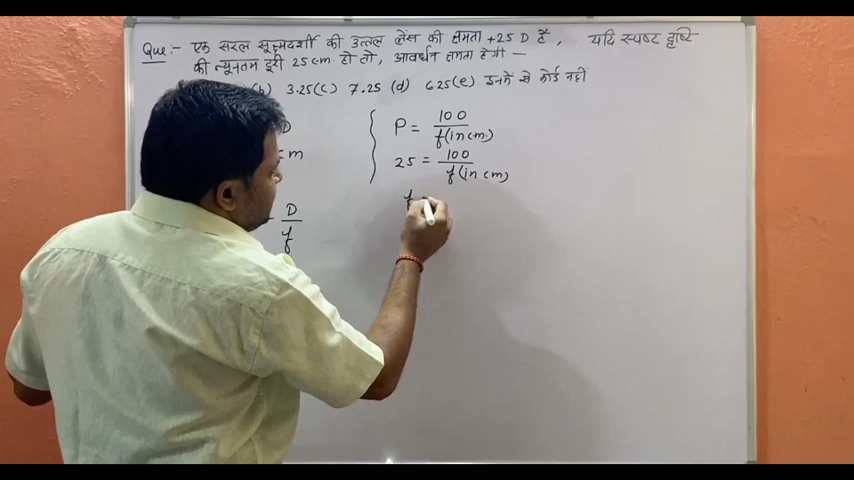 Que:- एक सरल सूक्ष्मदर्शी की उत्तल लेंस की क्षमता +25 D है, यदि स्पष्ट दृष्टि
की न्यूनतम दूरी 25 cm. हो तो, आवर्धन क्षमता होगी —
(b) 3.25 (c) 7.25 (d) 6.25 (e) इनमें से कोई नहीं
D
m
D
f
P = 100
f(in cm.)
25 = 100
f(in cm)
f